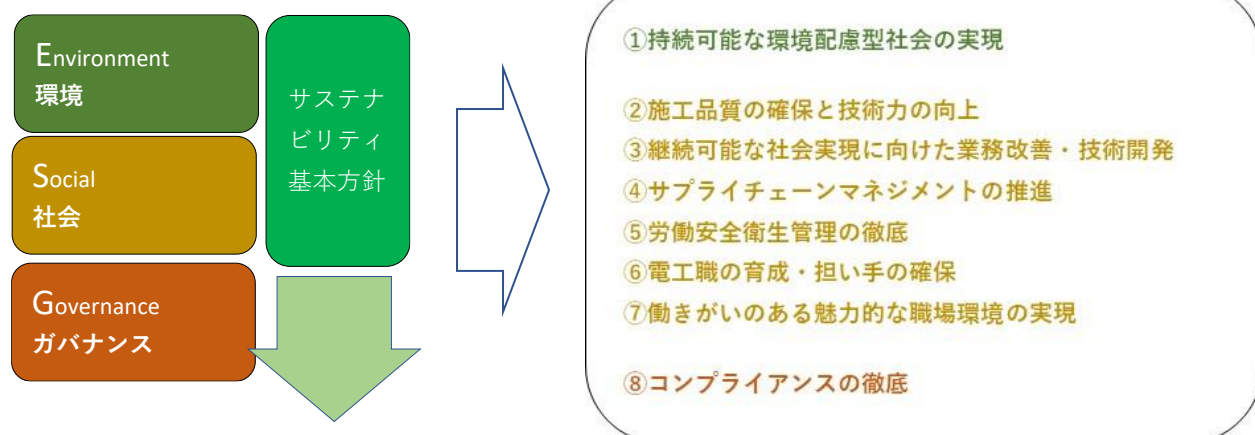 Environment
環境
Social
社会
Governance
ガバナンス
サステナ
ビリティ
基本方針
①持続可能な環境配慮型社会の実現
②施工品質の確保と技術力の向上
③継続可能な社会実現に向けた業務改善・技術開発
④サプライチェーンマネジメントの推進
⑤労働安全衛生管理の徹底
⑥電工職の育成・担い手の確保
⑦働きがいのある魅力的な職場環境の実現
⑧コンプライアンスの徹底